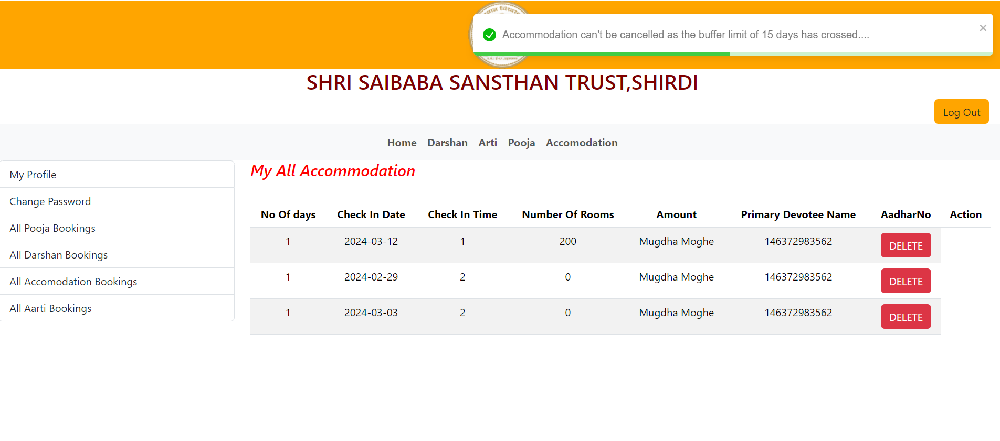 Accommodation can't be cancelled as the buffer limit of 15 days has crossed....
SHRI SAIBABA SANSTHAN TRUST,SHIRDI
Log Out
Home Darshan Arti Pooja Accomodation
My Profile
Change Password
All Pooja Bookings
All Darshan Bookings
All Accomodation Bookings
All Aarti Bookings
My All Accommodation
No Of days Check In Date Check In Time Number Of Rooms Amount Primary Devotee Name AadharNo Action
1 2024-03-12 1 200 Mugdha Moghe 146372983562 DELETE
1 2024-02-29 2 0 Mugdha Moghe 146372983562 DELETE
1 2024-03-03 2 0 Mugdha Moghe 146372983562 DELETE